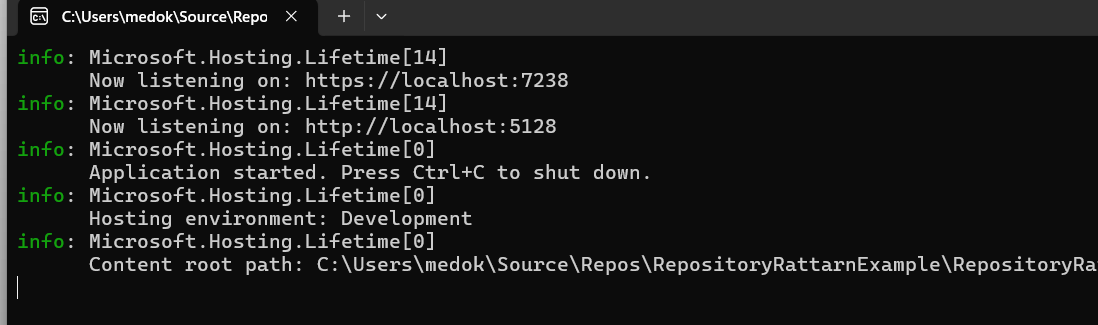 C:\Users\medok\Source\Repo
info: Microsoft.Hosting.Lifetime[14]
Now listening on: https://localhost:7238
info: Microsoft.Hosting.Lifetime[14]
Now listening on: http://localhost:5128
info: Microsoft.Hosting.Lifetime[0]
Application started. Press Ctrl+C to shut down.
info: Microsoft.Hosting.Lifetime[0]
Hosting environment: Development
info: Microsoft.Hosting.Lifetime[0]
Content root path: C:\Users\medok\Source\Repos\RepositoryRattarnExample\RepositoryRa